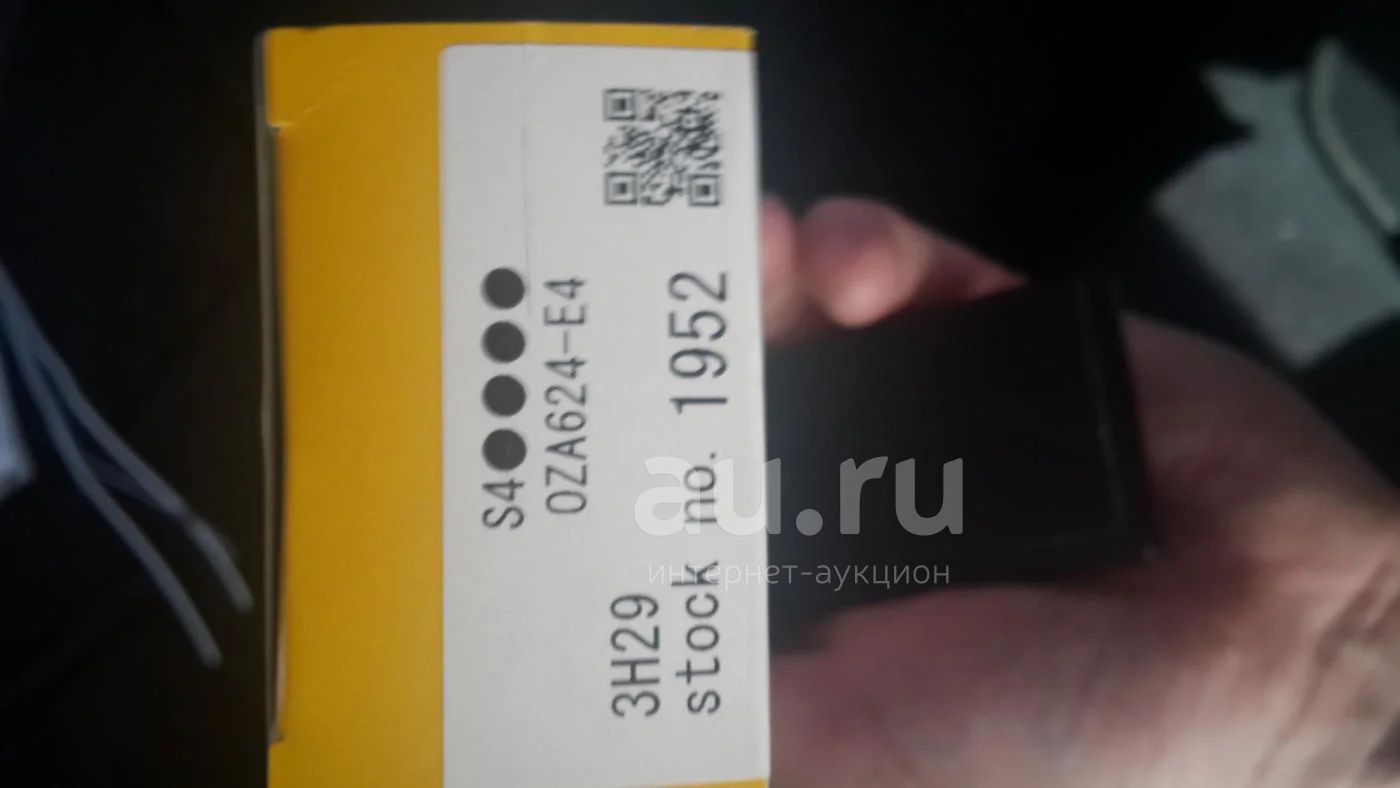 S4●●●●
0ZA624-E4
3H29
stock no. 1952
au.ru
интернет-аукцион